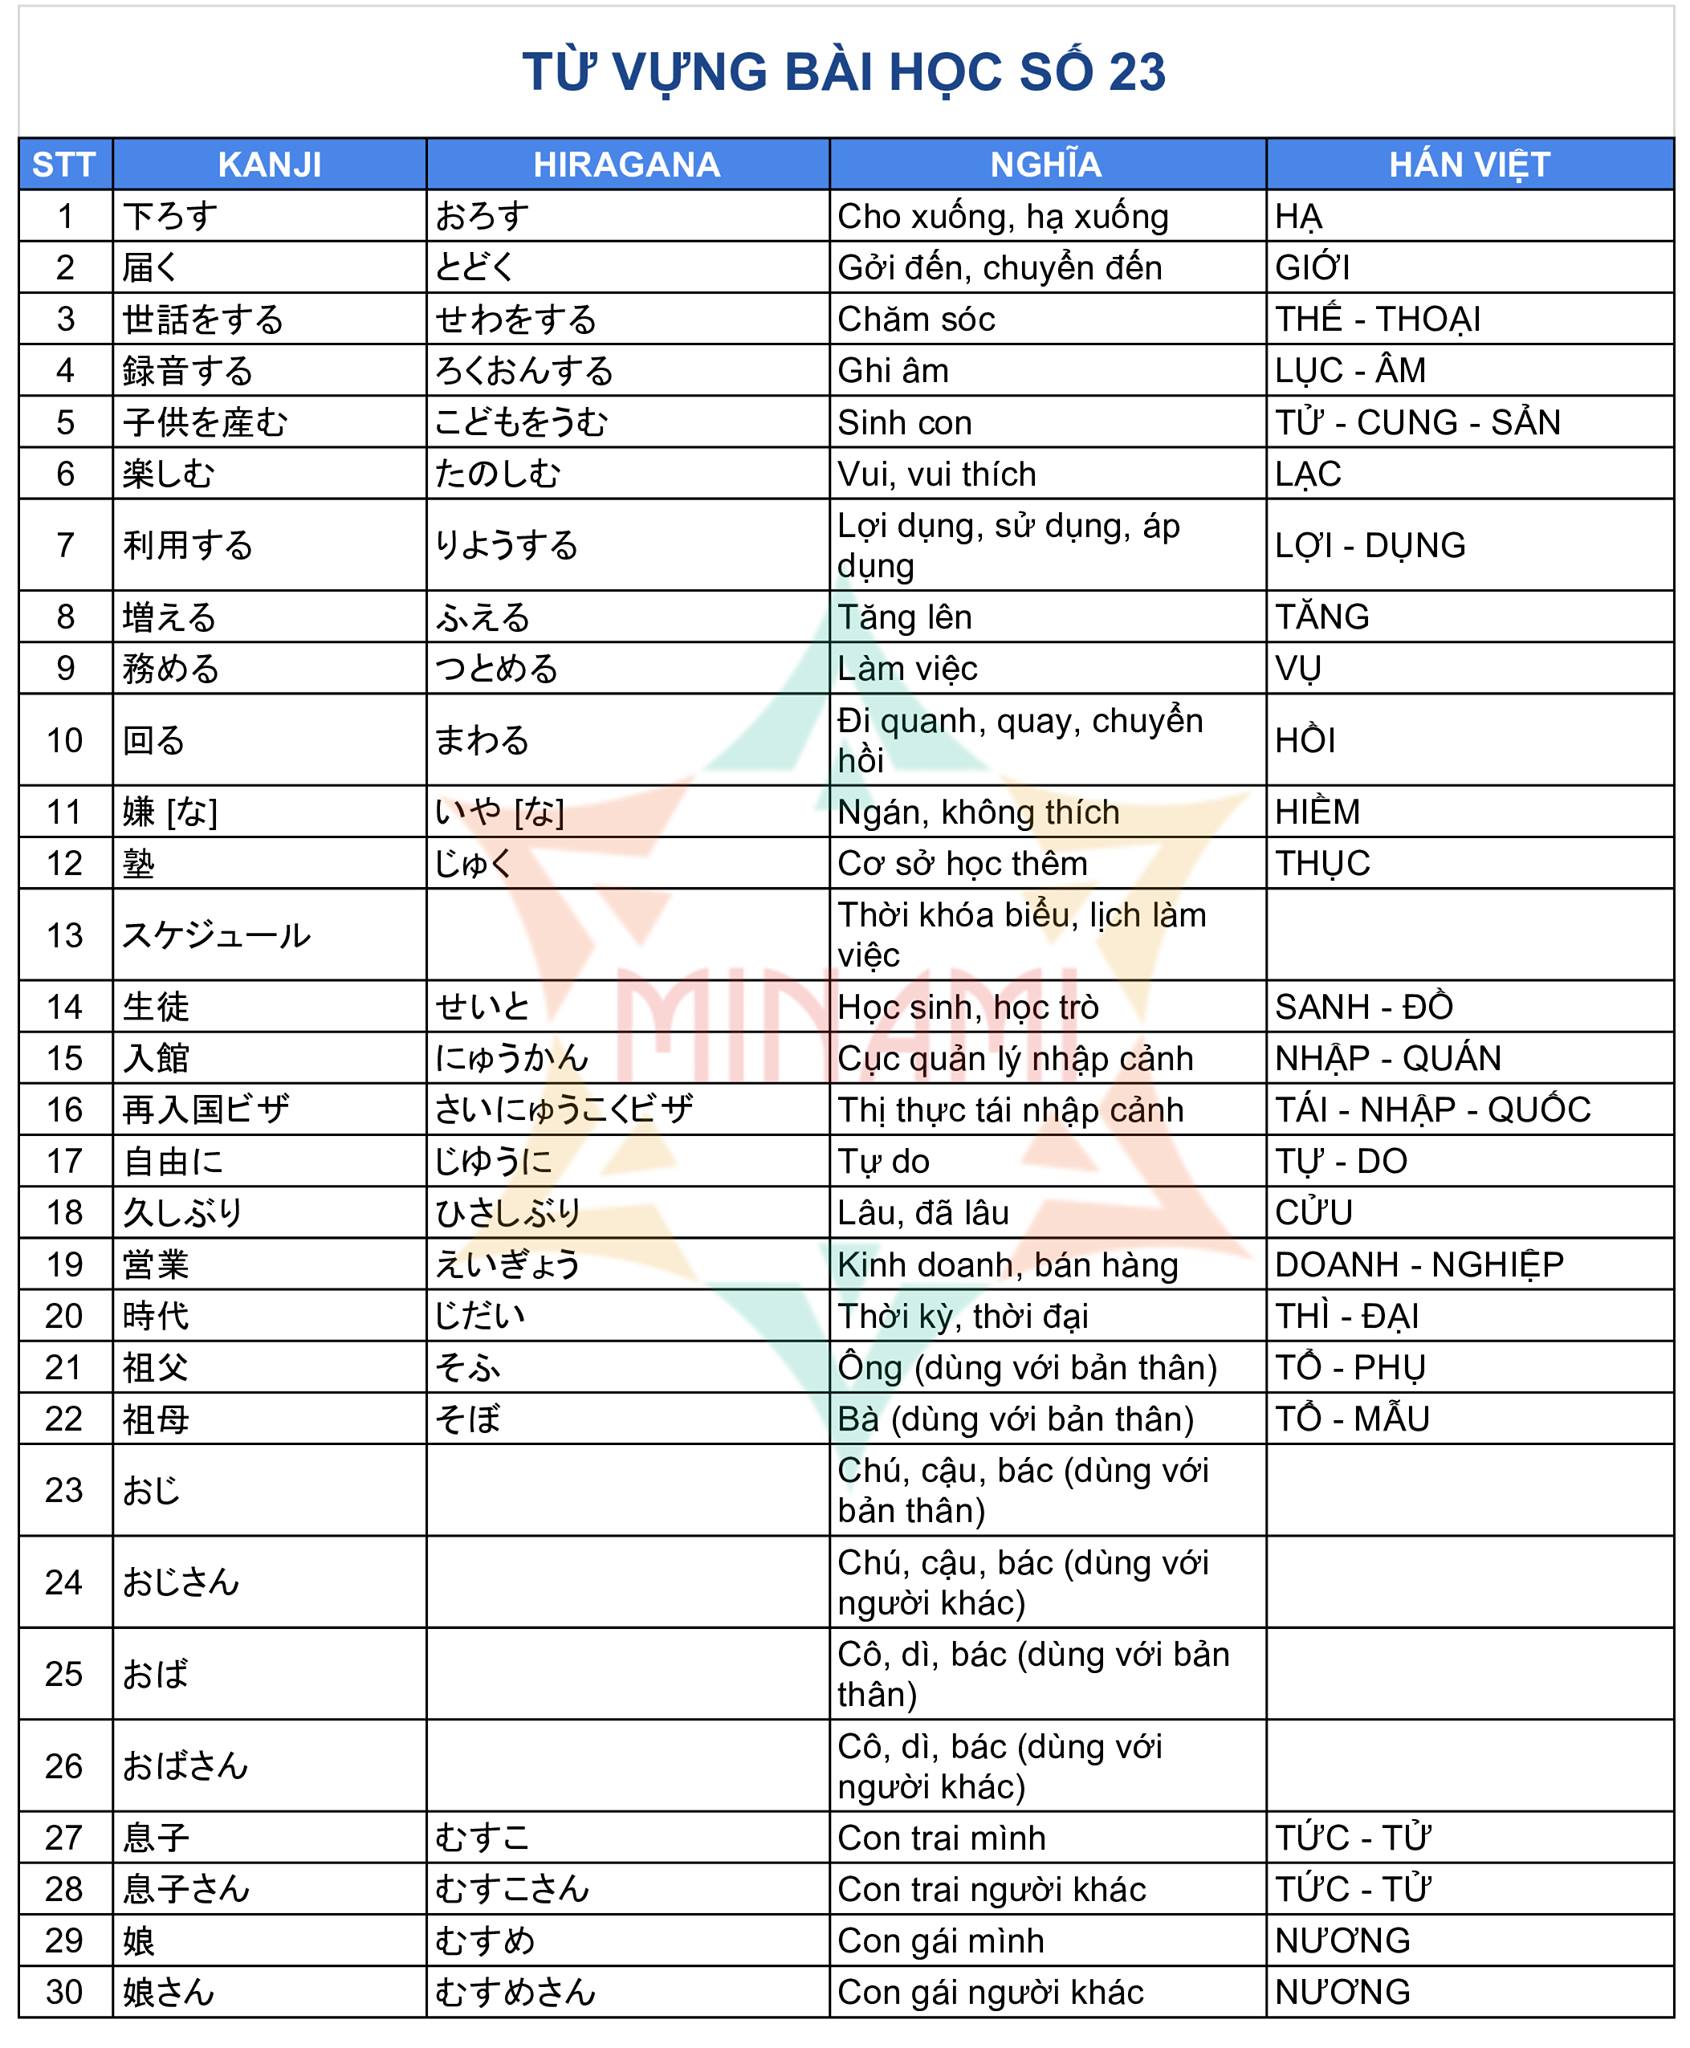 TỪ VỰNG BÀI HỌC SỐ 23
STT KANJI HIRAGANA NGHĨA HÁN VIỆT
1 下ろす おろす Cho xuống, hạ xuống HẠ
2 届く とどく Gởi đến, chuyển đến GIỚI
3 世話をする せわをする Chăm sóc THẾ - THOẠI
4 録音する ろくおんする Ghi âm LỤC - ÂM
5 子供を産む こどもをうむ Sinh con TỬ - CUNG - SẢN
6 楽しむ たのしむ Vui, vui thích LẠC
7 利用する りようする Lợi dụng, sử dụng, áp LỢI - DỤNG
dụng
8 増える ふえる Tăng lên TĂNG
9 務める つとめる Làm việc VỤ
10 回る まわる Đi quanh, quay, chuyển HỒI
hồi
11 嫌 [な] いや [な] Ngán, không thích HIỀM
12 塾 じゅく Cơ sở học thêm THỤC
13 スケジュール Thời khóa biểu, lịch làm
việc
MINAMI
14 生徒 せいと Học sinh, học trò SANH - ĐỒ
15 入館 にゅうかん Cục quản lý nhập cảnh NHẬP - QUÁN
16 再入国ビザ さいにゅうこくビザ Thị thực tái nhập cảnh TÁI - NHẬP - QUỐC
17 自由に じゆうに Tự do TỰ - DO
18 久しぶり ひさしぶり Lâu, đã lâu CỬU
19 営業 えいぎょう Kinh doanh, bán hàng DOANH - NGHIỆP
20 時代 じだい Thời kỳ, thời đại THÌ - ĐẠI
21 祖父 そふ Ông (dùng với bản thân) TỔ - PHỤ
22 祖母 そぼ Bà (dùng với bản thân) TỔ - MẪU
23 おじ Chú, cậu, bác (dùng với
bản thân)
24 おじさん Chú, cậu, bác (dùng với
người khác)
25 おば Cô, dì, bác (dùng với bản
thân)
26 おばさん Cô, dì, bác (dùng với
người khác)
27 息子 むすこ Con trai mình TỨC - TỬ
28 息子さん むすこさん Con trai người khác TỨC - TỬ
29 娘 むすめ Con gái mình NƯƠNG
30 娘さん むすめさん Con gái người khác NƯƠNG